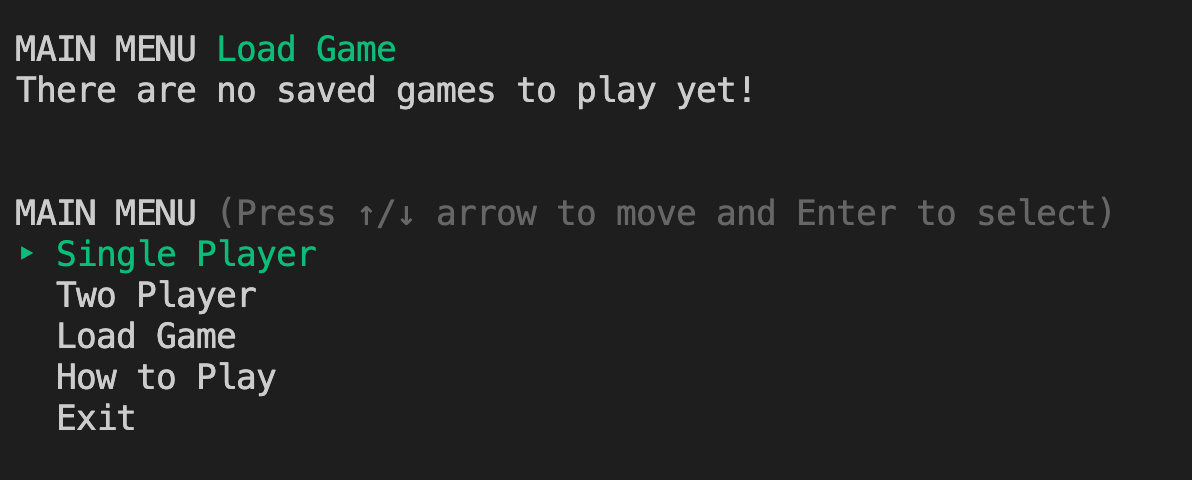 MAIN MENU Load Game
There are no saved games to play yet!
MAIN MENU (Press ↑/↓ arrow to move and Enter to select)
‣ Single Player
Two Player
Load Game
How to Play
Exit